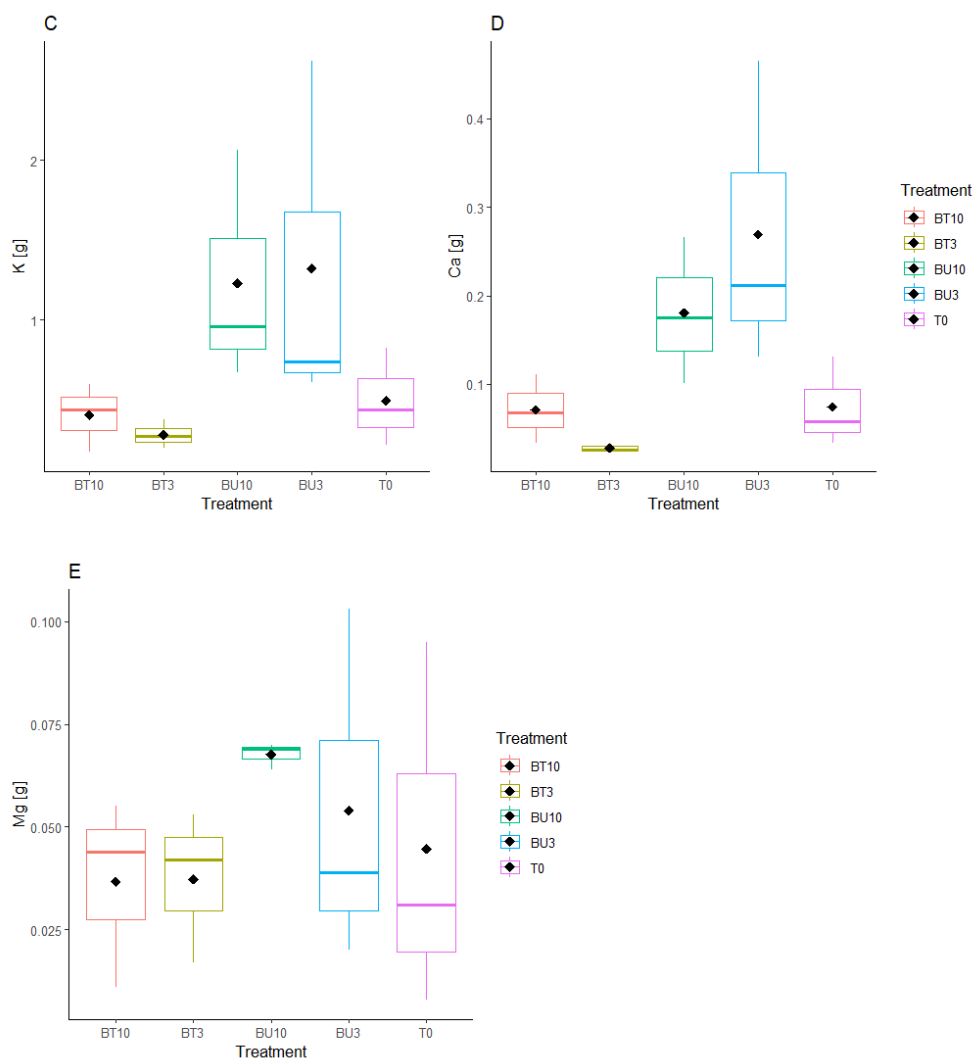 C
K [g]
2
1
BT10 BT3 BU10 BU3 T0
Treatment
D
Ca [g]
0.4
0.3
0.2
0.1
BT10 BT3 BU10 BU3 T0
Treatment
Treatment
BT10
BT3
BU10
BU3
T0
E
Mg [g]
0.100
0.075
0.050
0.025
BT10 BT3 BU10 BU3 T0
Treatment
Treatment
BT10
BT3
BU10
BU3
T0